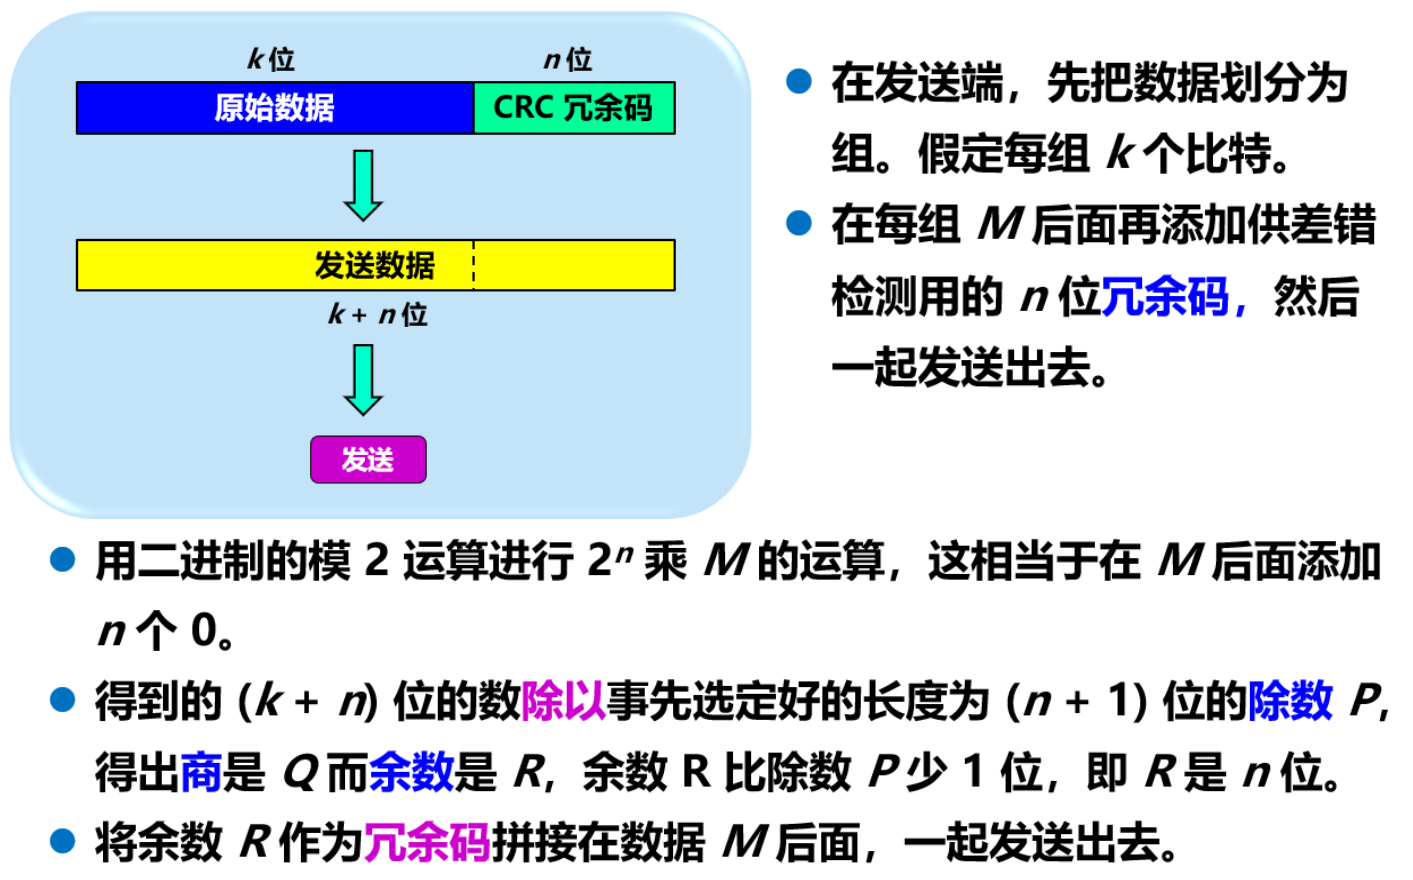 k 位 n 位
原始数据 CRC 冗余码
发送数据
k + n 位
发送
● 在发送端，先把数据划分为
组。假定每组 k 个比特。
● 在每组 M 后面再添加供差错
检测用的 n 位冗余码，然后
一起发送出去。
● 用二进制的模 2 运算进行 2ⁿ 乘 M 的运算，这相当于在 M 后面添加
n 个 0。
● 得到的 (k + n) 位的数除以事先选定好的长度为 (n + 1) 位的除数 P，
得出商是 Q 而余数是 R，余数 R 比除数 P 少 1 位，即 R 是 n 位。
● 将余数 R 作为冗余码拼接在数据 M 后面，一起发送出去。